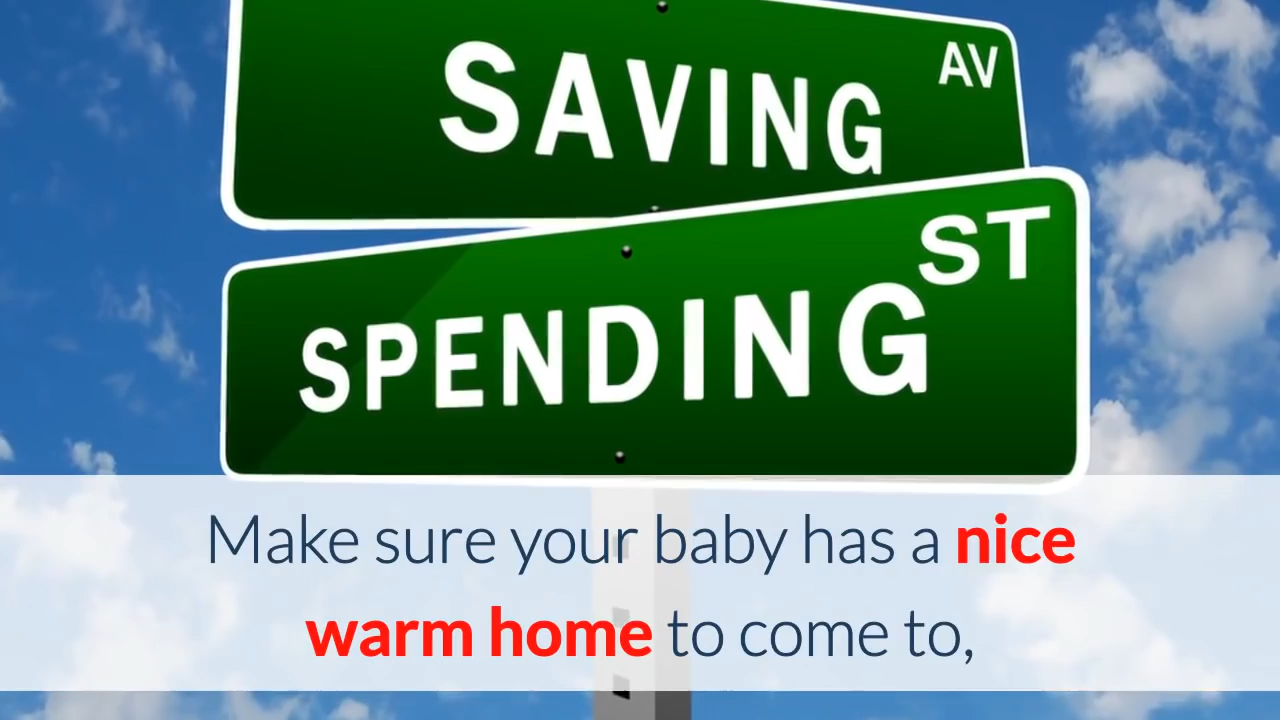 SAVING AV
SPENDING ST
Make sure your baby has a nice
warm home to come to,